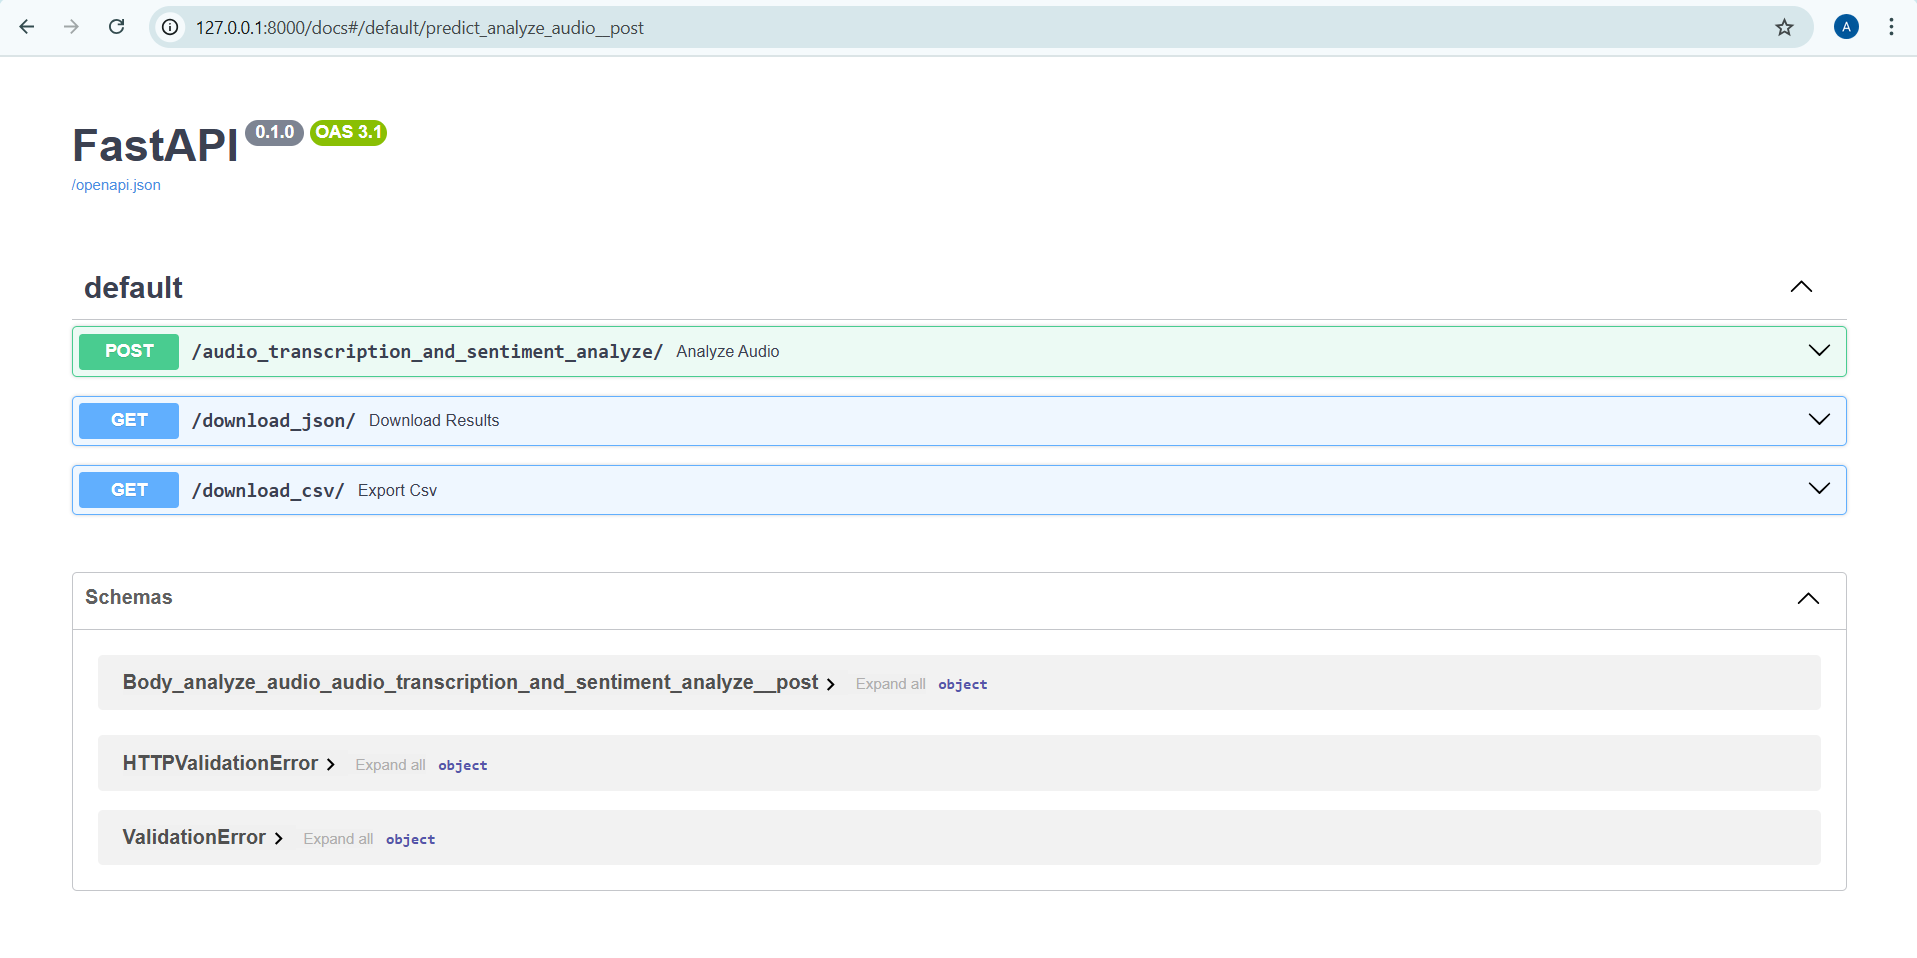 127.0.0.1:8000/docs#/default/predict_analyze_audio__post
A
FastAPI 0.1.0 OAS 3.1
/openapi.json
default
POST /audio_transcription_and_sentiment_analyze/ Analyze Audio
GET /download_json/ Download Results
GET /download_csv/ Export Csv
Schemas
Body_analyze_audio_audio_transcription_and_sentiment_analyze__post Expand all object
HTTPValidationError Expand all object
ValidationError Expand all object